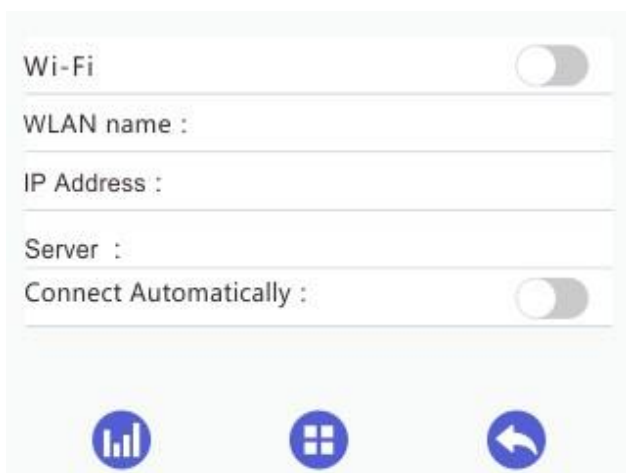 Wi-Fi
WLAN name :
IP Address :
Server :
Connect Automatically :